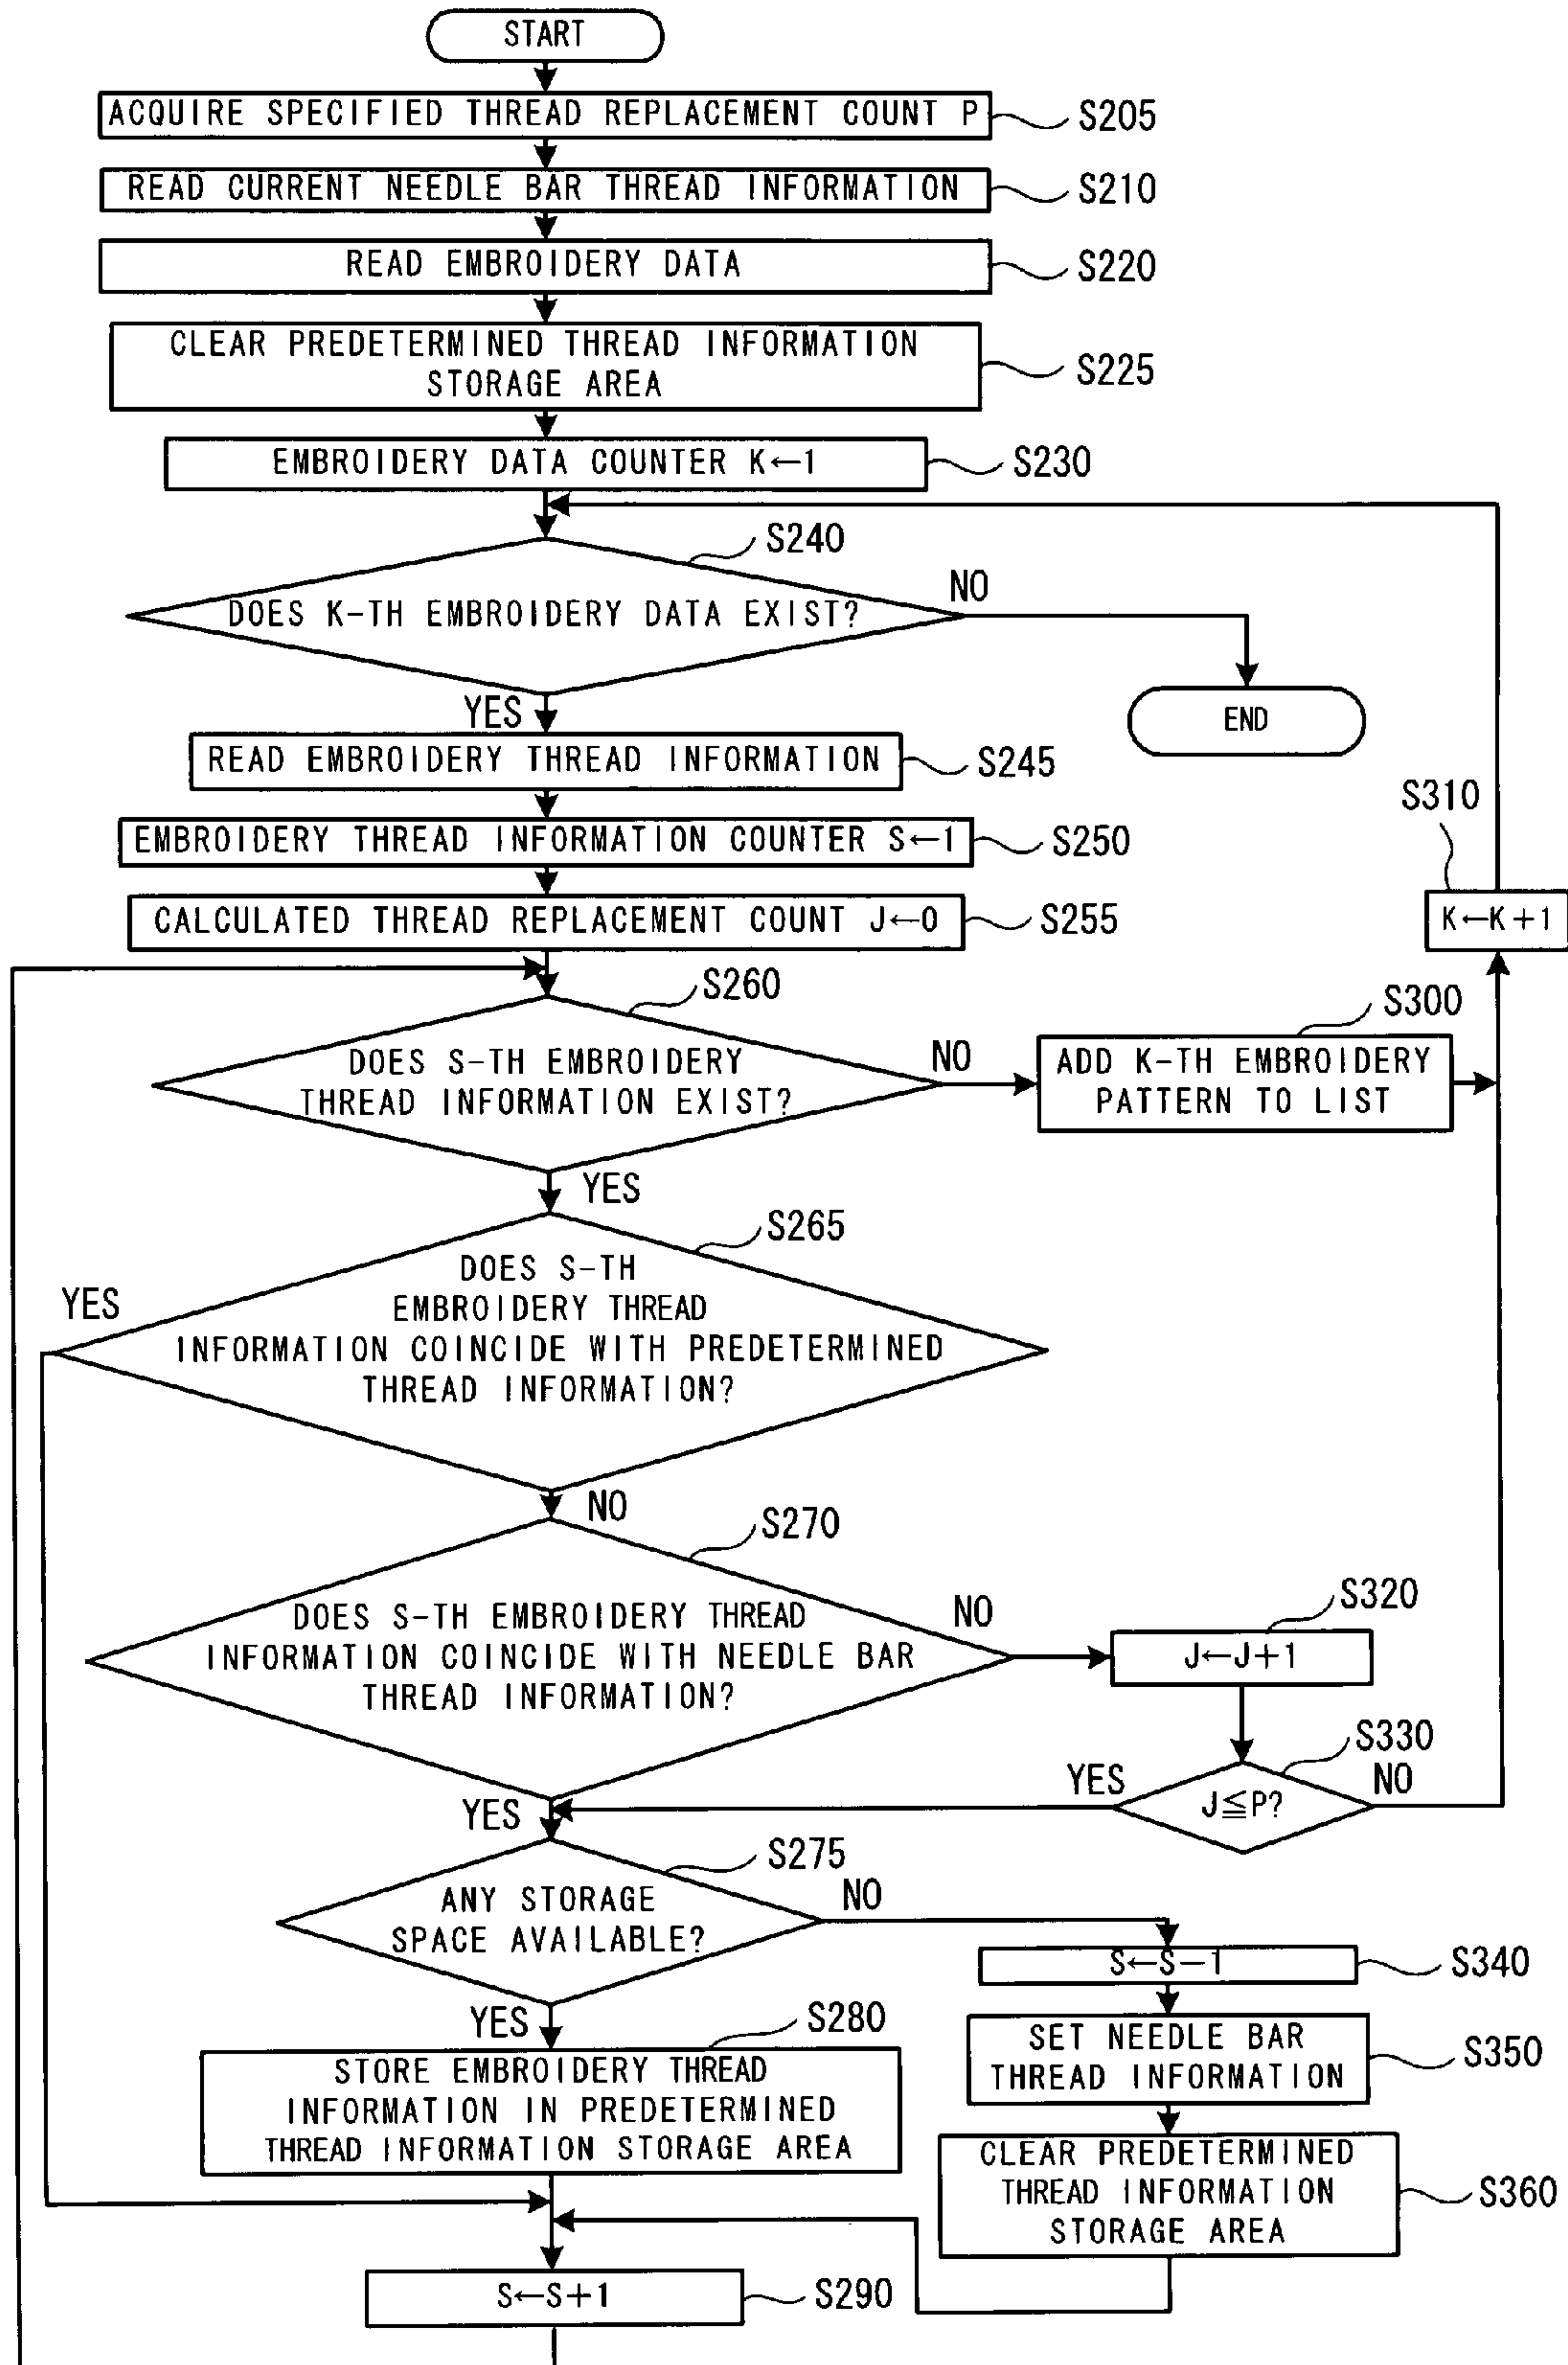 START
ACQUIRE SPECIFIED THREAD REPLACEMENT COUNT P
S205
READ CURRENT NEEDLE BAR THREAD INFORMATION
S210
READ EMBROIDERY DATA
S220
CLEAR PREDETERMINED THREAD INFORMATION
STORAGE AREA
S225
EMBROIDERY DATA COUNTER K←1
S230
S240
DOES K-TH EMBROIDERY DATA EXIST?
NO
YES
END
READ EMBROIDERY THREAD INFORMATION
S245
S310
EMBROIDERY THREAD INFORMATION COUNTER S←1
S250
CALCULATED THREAD REPLACEMENT COUNT J←0
S255
K←K+1
S260
S300
DOES S-TH EMBROIDERY
THREAD INFORMATION EXIST?
NO
ADD K-TH EMBROIDERY
PATTERN TO LIST
YES
S265
DOES S-TH
EMBROIDERY THREAD
INFORMATION COINCIDE WITH PREDETERMINED
THREAD INFORMATION?
YES
NO
S270
DOES S-TH EMBROIDERY THREAD
INFORMATION COINCIDE WITH NEEDLE BAR
THREAD INFORMATION?
NO
S320
J←J+1
S330
YES
J≦P?
NO
YES
S275
ANY STORAGE
SPACE AVAILABLE?
NO
S←S−1
S340
YES
S280
STORE EMBROIDERY THREAD
INFORMATION IN PREDETERMINED
THREAD INFORMATION STORAGE AREA
SET NEEDLE BAR
THREAD INFORMATION
S350
CLEAR PREDETERMINED
THREAD INFORMATION
STORAGE AREA
S360
S←S+1
S290